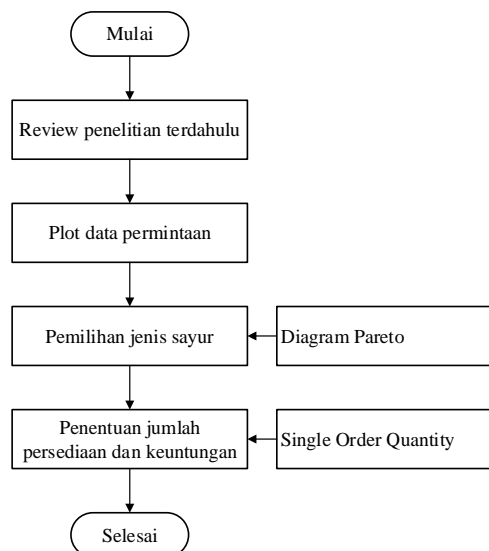 Mulai
Review penelitian terdahulu
Plot data permintaan
Pemilihan jenis sayur
Diagram Pareto
Penentuan jumlah
persediaan dan keuntungan
Single Order Quantity
Selesai